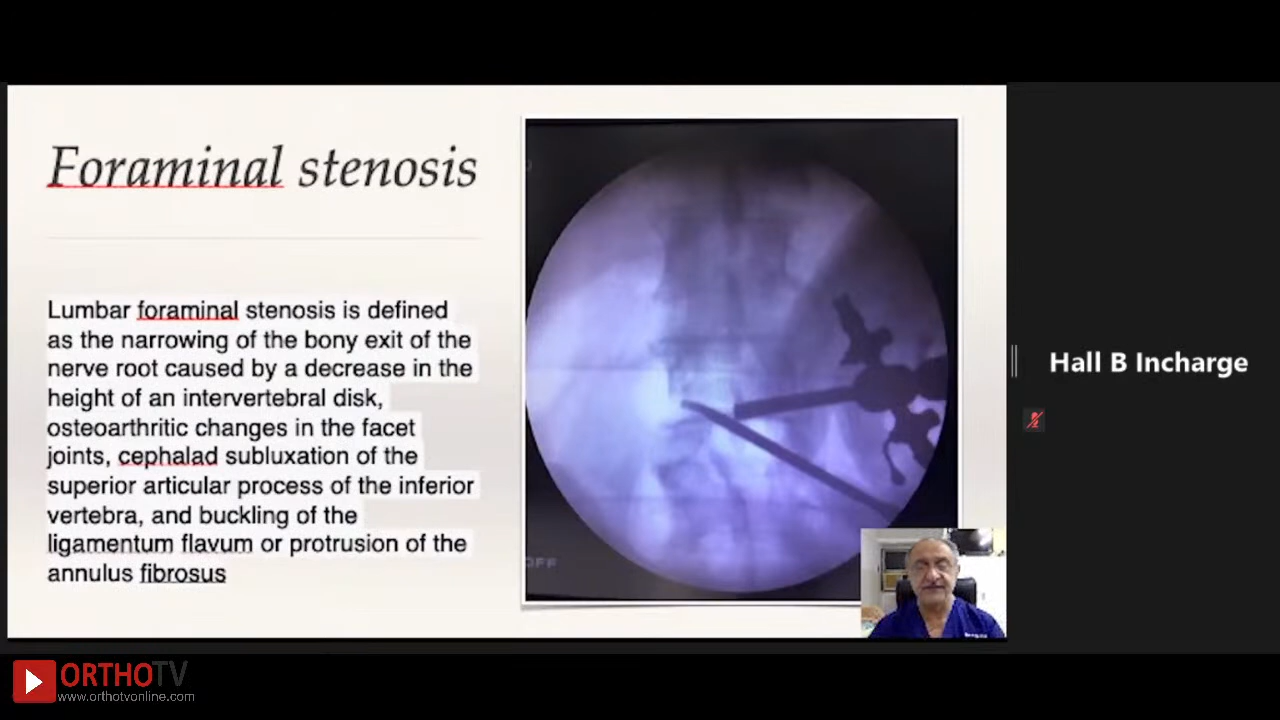 Foraminal stenosis
Lumbar foraminal stenosis is defined
as the narrowing of the bony exit of the
nerve root caused by a decrease in the
height of an intervertebral disk,
osteoarthritic changes in the facet
joints, cephalad subluxation of the
superior articular process of the inferior
vertebra, and buckling of the
ligamentum flavum or protrusion of the
annulus fibrosus
OFF
Hall B Incharge
ORTHOTV
www.orthotvonline.com